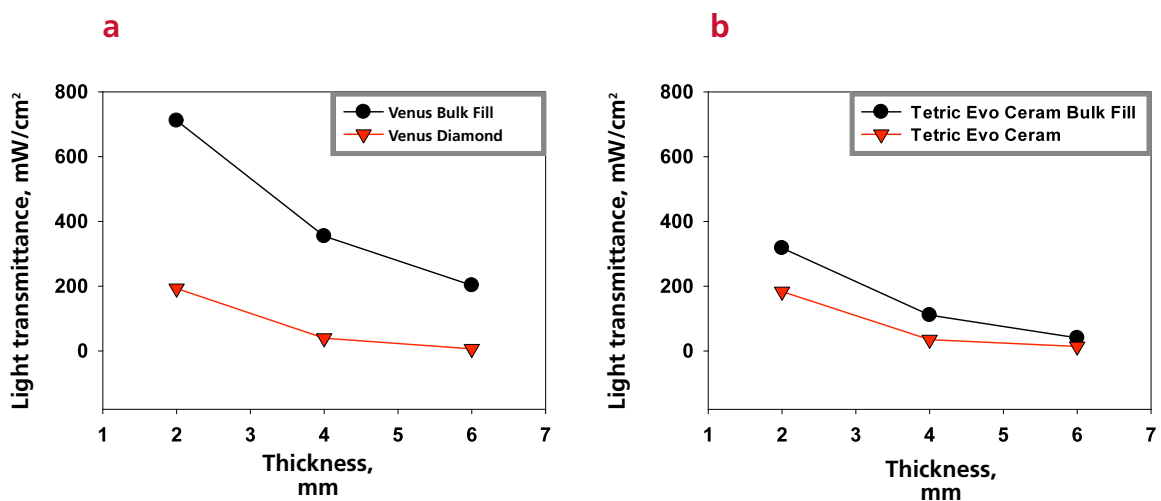 a
Light transmittance, mW/cm²
800
600
400
200
0
Venus Bulk Fill
Venus Diamond
1 2 3 4 5 6 7
Thickness,
mm
b
Light transmittance, mW/cm²
800
600
400
200
0
Tetric Evo Ceram Bulk Fill
Tetric Evo Ceram
1 2 3 4 5 6 7
Thickness,
mm